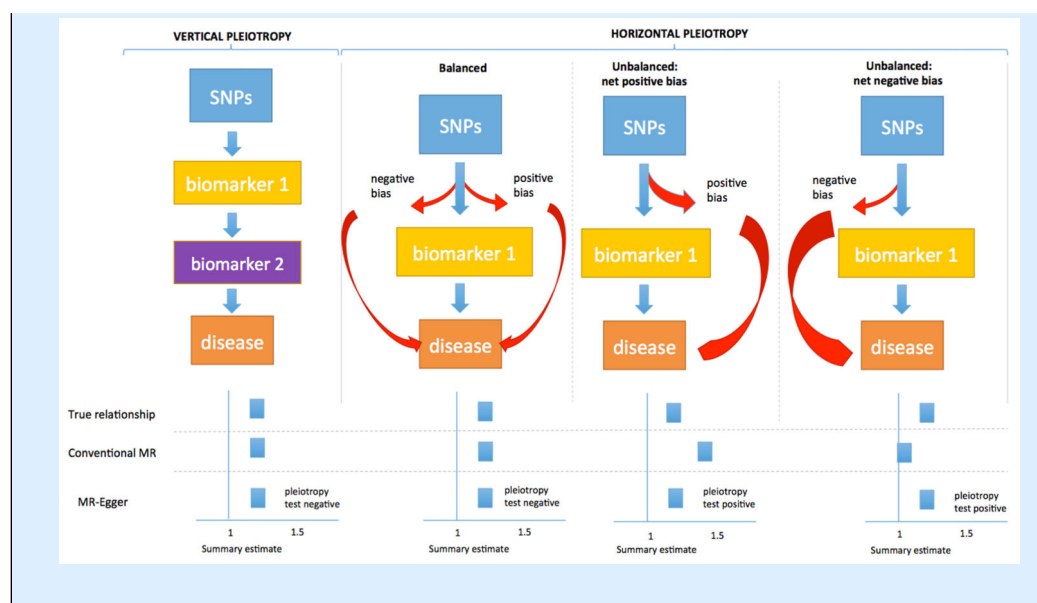 VERTICAL PLEIOTROPY
HORIZONTAL PLEIOTROPY
SNPs
biomarker 1
biomarker 2
disease
Balanced
SNPs
negative
bias
positive
bias
biomarker 1
disease
Unbalanced:
net positive bias
SNPs
positive
bias
biomarker 1
disease
Unbalanced:
net negative bias
SNPs
negative
bias
biomarker 1
disease
True relationship
Conventional MR
MR-Egger
pleiotropy
test negative
pleiotropy
test negative
pleiotropy
test positive
pleiotropy
test positive
1 1.5
Summary estimate
1 1.5
Summary estimate
1 1.5
Summary estimate
1 1.5
Summary estimate